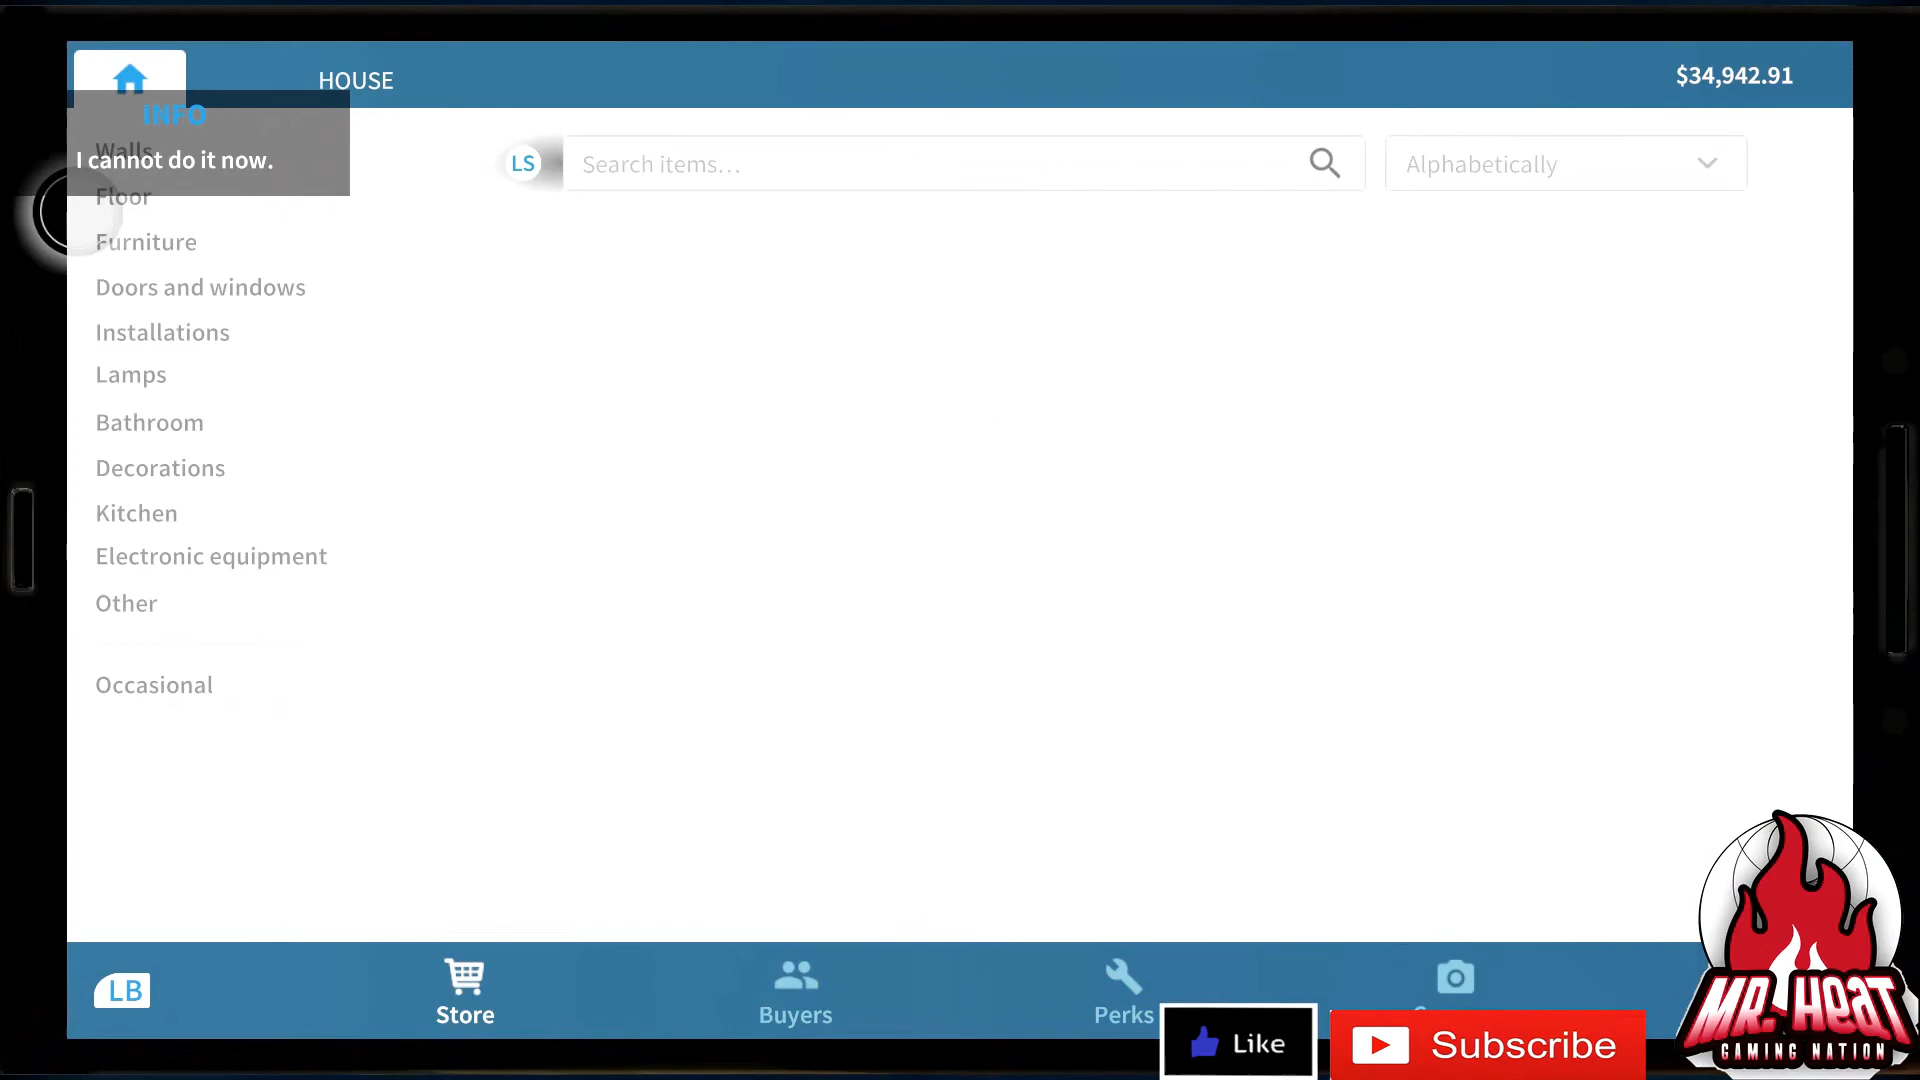 HOUSE
$34,942.91
INFO
Walls
I cannot do it now.
LS
Search items...
Alphabetically
Floor
Furniture
Doors and windows
Installations
Lamps
Bathroom
Decorations
Kitchen
Electronic equipment
Other
Occasional
LB
Store
Buyers
Perks
Like
Subscribe
MR. HEAT
GAMING NATION